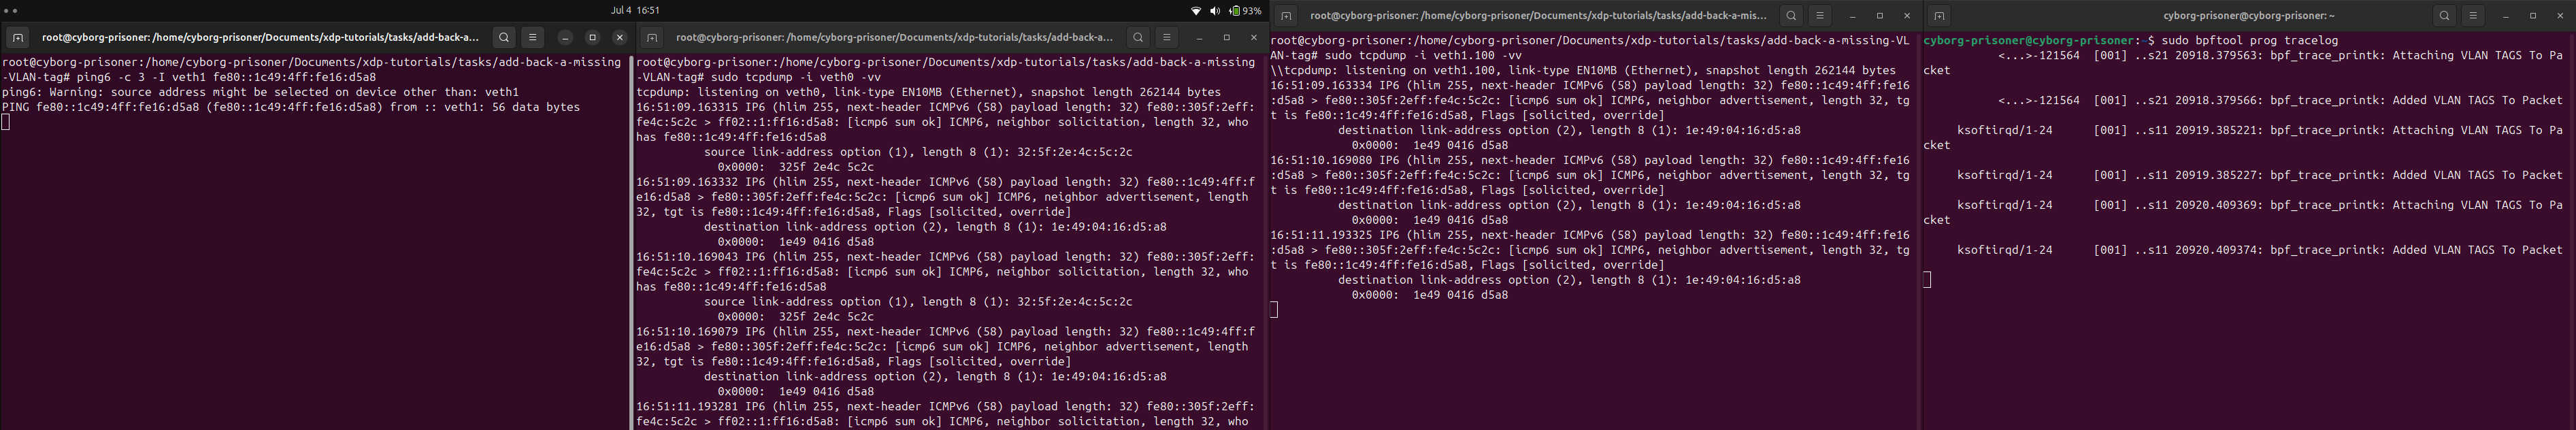 Jul 4 16:51
93%
root@cyborg-prisoner: /home/cyborg-prisoner/Documents/xdp-tutorials/tasks/add-back-a-...
root@cyborg-prisoner:/home/cyborg-prisoner/Documents/xdp-tutorials/tasks/add-back-a-missing
-VLAN-tag# ping6 -c 3 -I veth1 fe80::1c49:4ff:fe16:d5a8
ping6: Warning: source address might be selected on device other than: veth1
PING fe80::1c49:4ff:fe16:d5a8 (fe80::1c49:4ff:fe16:d5a8) from :: veth1: 56 data bytes
root@cyborg-prisoner: /home/cyborg-prisoner/Documents/xdp-tutorials/tasks/add-back-a-...
root@cyborg-prisoner:/home/cyborg-prisoner/Documents/xdp-tutorials/tasks/add-back-a-missing
-VLAN-tag# sudo tcpdump -i veth0 -vv
tcpdump: listening on veth0, link-type EN10MB (Ethernet), snapshot length 262144 bytes
16:51:09.163315 IP6 (hlim 255, next-header ICMPv6 (58) payload length: 32) fe80::305f:2eff:
fe4c:5c2c > ff02::1:ff16:d5a8: [icmp6 sum ok] ICMP6, neighbor solicitation, length 32, who
has fe80::1c49:4ff:fe16:d5a8
source link-address option (1), length 8 (1): 32:5f:2e:4c:5c:2c
0x0000: 325f 2e4c 5c2c
16:51:09.163332 IP6 (hlim 255, next-header ICMPv6 (58) payload length: 32) fe80::1c49:4ff:f
e16:d5a8 > fe80::305f:2eff:fe4c:5c2c: [icmp6 sum ok] ICMP6, neighbor advertisement, length
32, tgt is fe80::1c49:4ff:fe16:d5a8, Flags [solicited, override]
destination link-address option (2), length 8 (1): 1e:49:04:16:d5:a8
0x0000: 1e49 0416 d5a8
16:51:10.169043 IP6 (hlim 255, next-header ICMPv6 (58) payload length: 32) fe80::305f:2eff:
fe4c:5c2c > ff02::1:ff16:d5a8: [icmp6 sum ok] ICMP6, neighbor solicitation, length 32, who
has fe80::1c49:4ff:fe16:d5a8
source link-address option (1), length 8 (1): 32:5f:2e:4c:5c:2c
0x0000: 325f 2e4c 5c2c
16:51:10.169079 IP6 (hlim 255, next-header ICMPv6 (58) payload length: 32) fe80::1c49:4ff:f
e16:d5a8 > fe80::305f:2eff:fe4c:5c2c: [icmp6 sum ok] ICMP6, neighbor advertisement, length
32, tgt is fe80::1c49:4ff:fe16:d5a8, Flags [solicited, override]
destination link-address option (2), length 8 (1): 1e:49:04:16:d5:a8
0x0000: 1e49 0416 d5a8
16:51:11.193281 IP6 (hlim 255, next-header ICMPv6 (58) payload length: 32) fe80::305f:2eff:
fe4c:5c2c > ff02::1:ff16:d5a8: [icmp6 sum ok] ICMP6, neighbor solicitation, length 32, who
root@cyborg-prisoner: /home/cyborg-prisoner/Documents/xdp-tutorials/tasks/add-back-a-mis...
root@cyborg-prisoner:/home/cyborg-prisoner/Documents/xdp-tutorials/tasks/add-back-a-missing-VL
AN-tag# sudo tcpdump -i veth1.100 -vv
\\tcpdump: listening on veth1.100, link-type EN10MB (Ethernet), snapshot length 262144 bytes
16:51:09.163334 IP6 (hlim 255, next-header ICMPv6 (58) payload length: 32) fe80::1c49:4ff:fe16
:d5a8 > fe80::305f:2eff:fe4c:5c2c: [icmp6 sum ok] ICMP6, neighbor advertisement, length 32, tg
t is fe80::1c49:4ff:fe16:d5a8, Flags [solicited, override]
destination link-address option (2), length 8 (1): 1e:49:04:16:d5:a8
0x0000: 1e49 0416 d5a8
16:51:10.169080 IP6 (hlim 255, next-header ICMPv6 (58) payload length: 32) fe80::1c49:4ff:fe16
:d5a8 > fe80::305f:2eff:fe4c:5c2c: [icmp6 sum ok] ICMP6, neighbor advertisement, length 32, tg
t is fe80::1c49:4ff:fe16:d5a8, Flags [solicited, override]
destination link-address option (2), length 8 (1): 1e:49:04:16:d5:a8
0x0000: 1e49 0416 d5a8
16:51:11.193325 IP6 (hlim 255, next-header ICMPv6 (58) payload length: 32) fe80::1c49:4ff:fe16
:d5a8 > fe80::305f:2eff:fe4c:5c2c: [icmp6 sum ok] ICMP6, neighbor advertisement, length 32, tg
t is fe80::1c49:4ff:fe16:d5a8, Flags [solicited, override]
destination link-address option (2), length 8 (1): 1e:49:04:16:d5:a8
0x0000: 1e49 0416 d5a8
cyborg-prisoner@cyborg-prisoner: ~
cyborg-prisoner@cyborg-prisoner:~$ sudo bpftool prog tracelog
<...>-121564 [001] ..s21 20918.379563: bpf_trace_printk: Attaching VLAN TAGS To Pa
cket
<...>-121564 [001] ..s21 20918.379566: bpf_trace_printk: Added VLAN TAGS To Packet
ksoftirqd/1-24 [001] ..s11 20919.385221: bpf_trace_printk: Attaching VLAN TAGS To Pa
cket
ksoftirqd/1-24 [001] ..s11 20919.385227: bpf_trace_printk: Added VLAN TAGS To Packet
ksoftirqd/1-24 [001] ..s11 20920.409369: bpf_trace_printk: Attaching VLAN TAGS To Pa
cket
ksoftirqd/1-24 [001] ..s11 20920.409374: bpf_trace_printk: Added VLAN TAGS To Packet